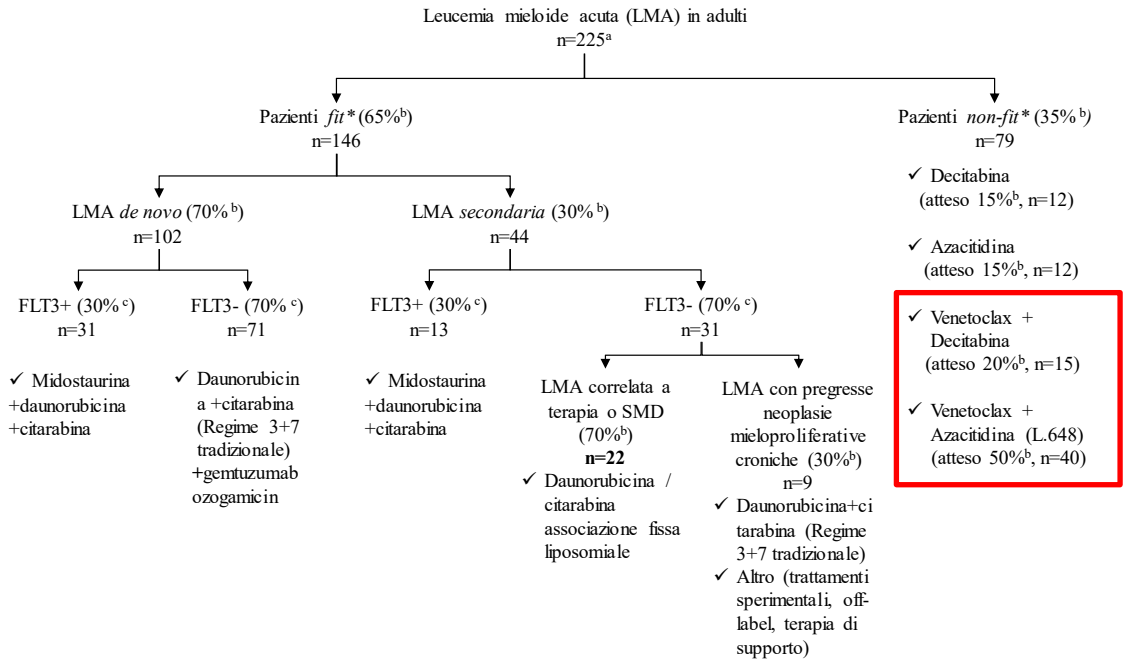 Leucemia mieloide acuta (LMA) in adulti
n=225ᵃ
Pazienti fit* (65%ᵇ)
n=146
Pazienti non-fit* (35%ᵇ)
n=79
✓ Decitabina
(atteso 15%ᵇ, n=12)
✓ Azacitidina
(atteso 15%ᵇ, n=12)
✓ Venetoclax +
Decitabina
(atteso 20%ᵇ, n=15)
✓ Venetoclax +
Azacitidina (L.648)
(atteso 50%ᵇ, n=40)
LMA de novo (70%ᵇ)
n=102
LMA secondaria (30%ᵇ)
n=44
FLT3+ (30%ᶜ)
n=31
✓ Midostaurina
+daunorubicina
+citarabina
FLT3- (70%ᶜ)
n=71
✓ Daunorubicin
a +citarabina
(Regime 3+7
tradizionale)
+gemtuzumab
ozogamicin
FLT3+ (30%ᶜ)
n=13
✓ Midostaurina
+daunorubicina
+citarabina
FLT3- (70%ᶜ)
n=31
LMA correlata a
terapia o SMD
(70%ᵇ)
n=22
✓ Daunorubicina /
citarabina
associazione fissa
liposomiale
LMA con pregresse
neoplasie
mieloproliferative
croniche (30%ᵇ)
n=9
✓ Daunorubicina+ci
tarabina (Regime
3+7 tradizionale)
✓ Altro (trattamenti
sperimentali, off-
label, terapia di
supporto)